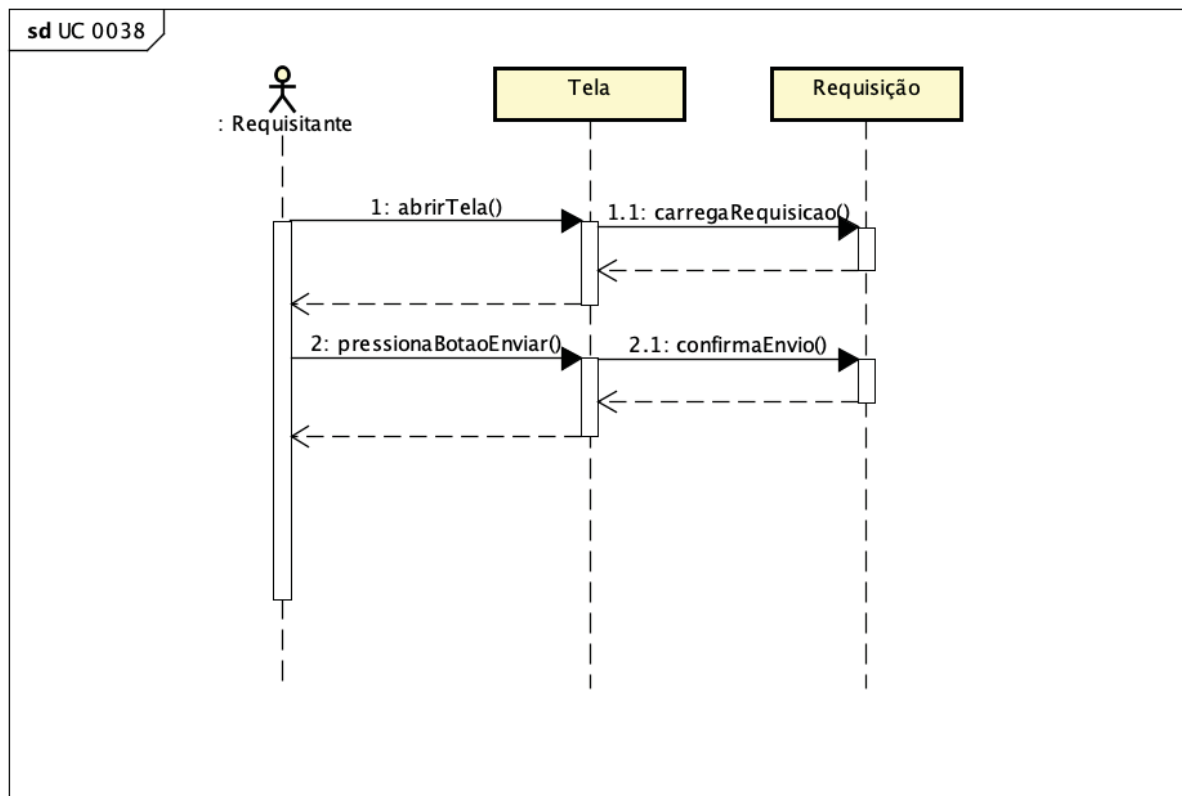 sd UC 0038
: Requisitante
Tela
Requisição
1: abrirTela()
1.1: carregaRequisicao()
2: pressionaBotaoEnviar()
2.1: confirmaEnvio()